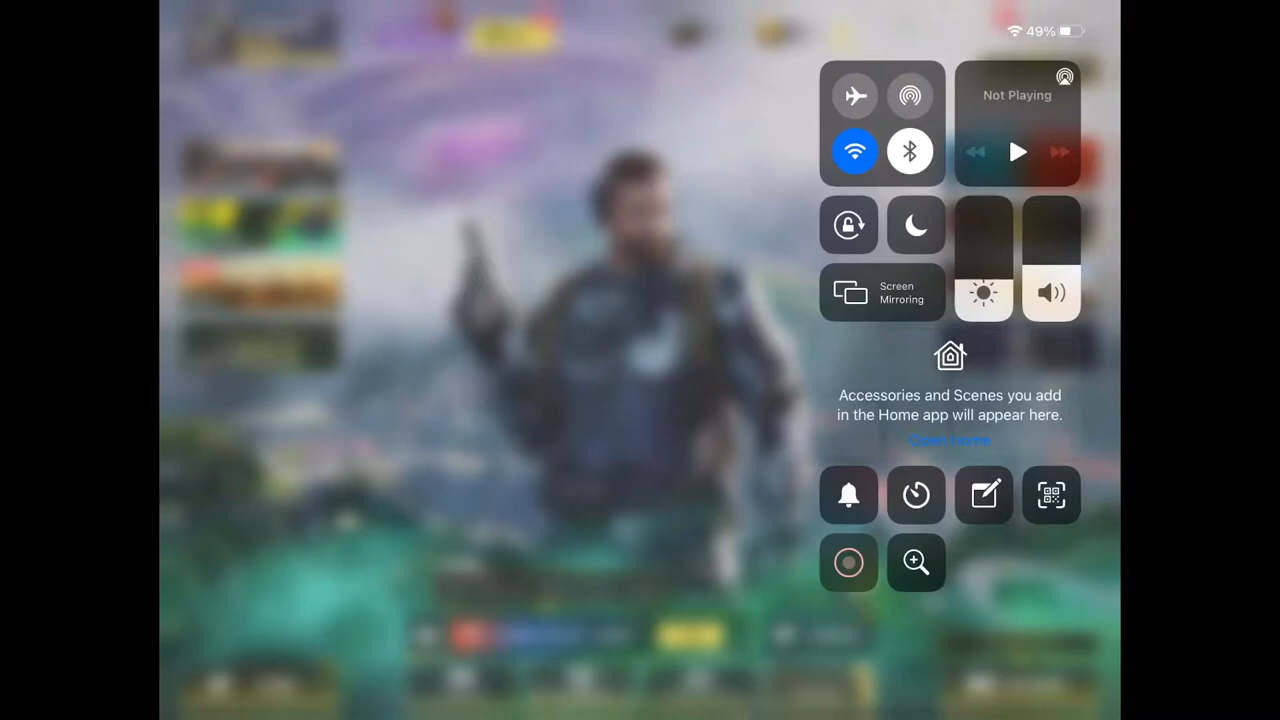 49%
Not Playing
Screen
Mirroring
Accessories and Scenes you add
in the Home app will appear here.
Open Home